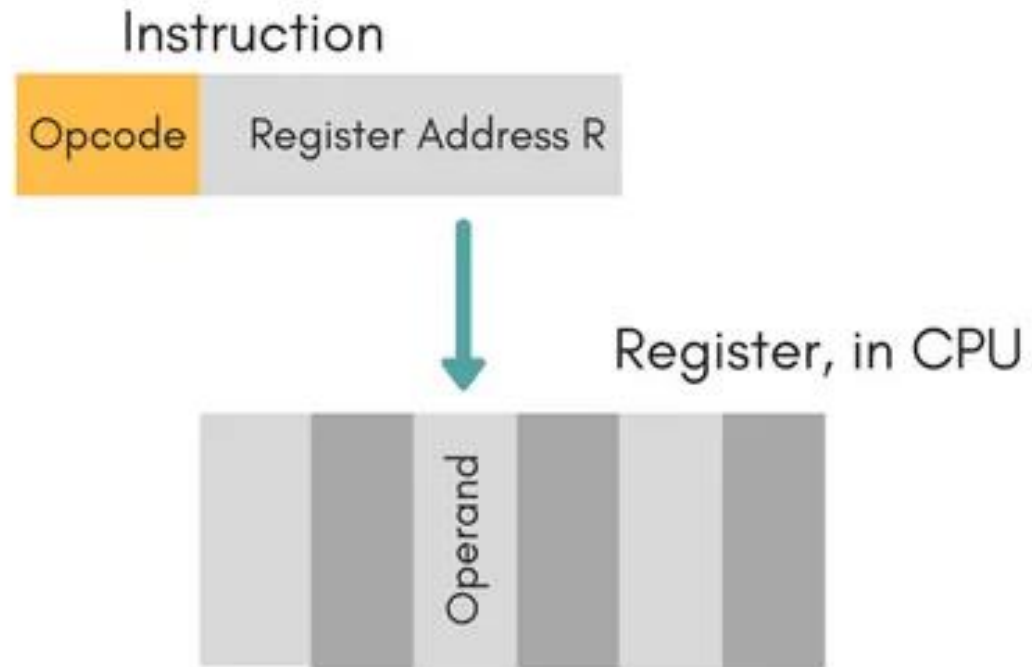 Instruction
Opcode
Register Address R
Register, in CPU
Operand